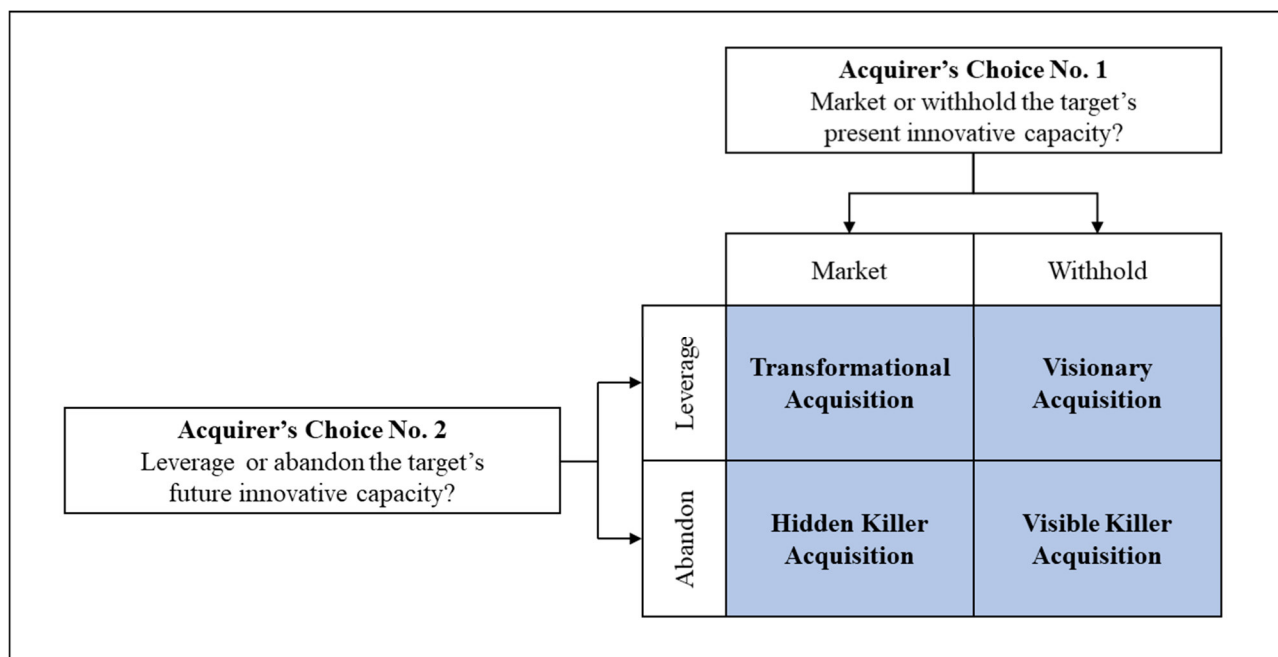 Acquirer’s Choice No. 1
Market or withhold the target’s
present innovative capacity?
Market
Withhold
Leverage
Transformational
Acquisition
Visionary
Acquisition
Acquirer’s Choice No. 2
Leverage or abandon the target’s
future innovative capacity?
Abandon
Hidden Killer
Acquisition
Visible Killer
Acquisition